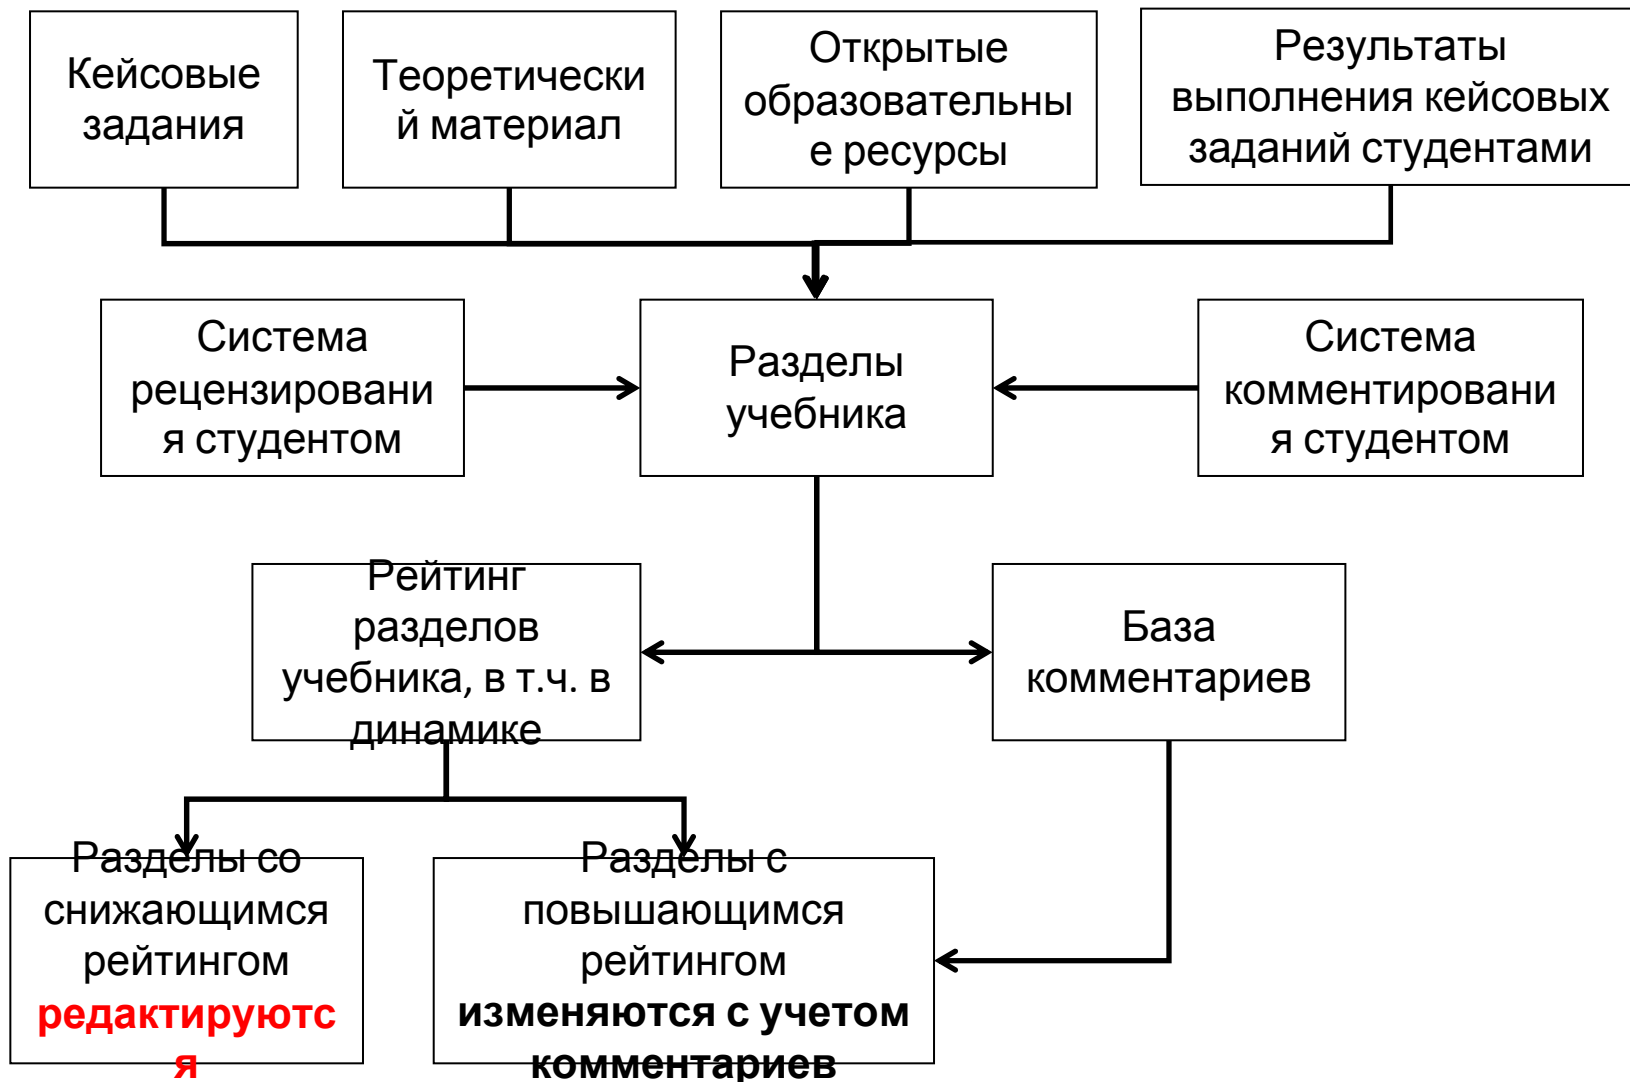 Кейсовые
задания
Теоретически
й материал
Открытые
образовательны
е ресурсы
Результаты
выполнения кейсовых
заданий студентами
Система
рецензировани
я студентом
Разделы
учебника
Система
комментировани
я студентом
Рейтинг
разделов
учебника, в т.ч. в
динамике
База
комментариев
Разделы со
снижающимся
рейтингом
редактируютс
я
Разделы с
повышающимся
рейтингом
изменяются с учетом
комментариев